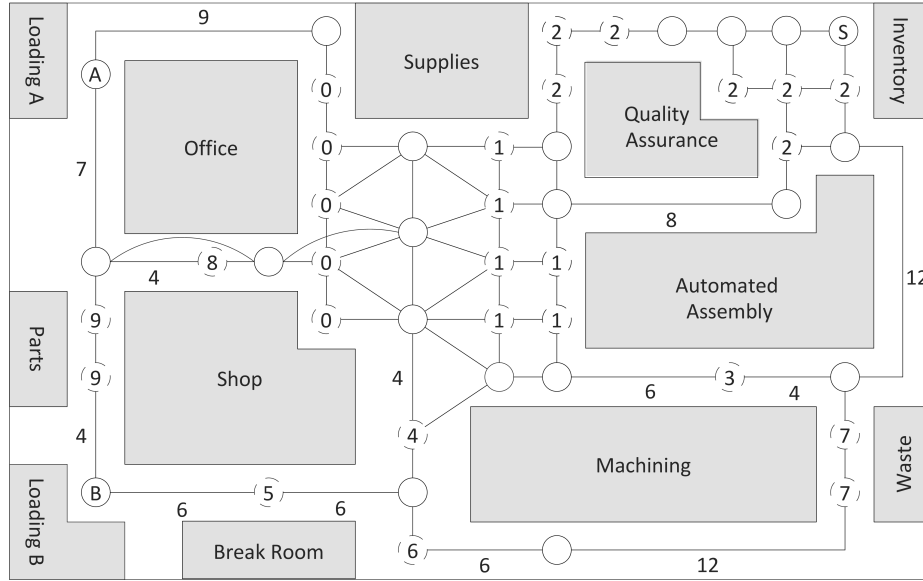 9
Loading A
A
Office
7
Supplies
0
0
0
0
0
1
1
1
1
1
1
2
2
2
S
2
2
2
2
Inventory
Quality
Assurance
8
12
Automated
Assembly
4
8
9
9
Parts
Shop
4
4
4
6
3
4
7
7
Waste
Machining
B
Loading B
6
5
6
Break Room
6
6
12